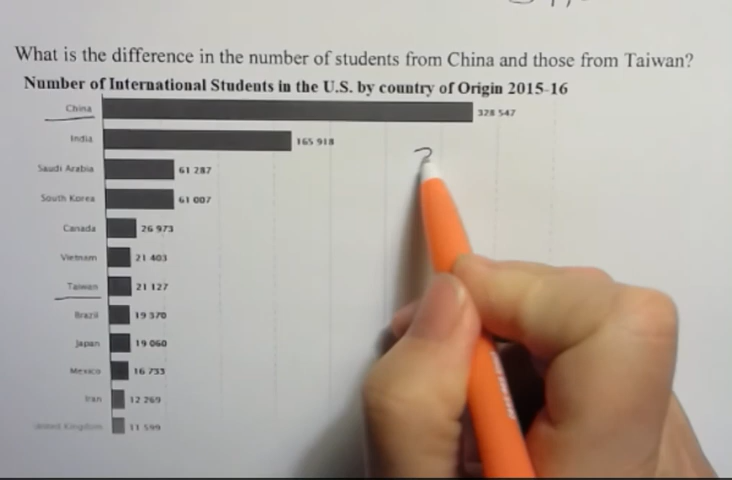 What is the difference in the number of students from China and those from Taiwan?
Number of International Students in the U.S. by country of Origin 2015-16
China 328 547
India 165 918
Saudi Arabia 61 287
South Korea 61 007
Canada 26 973
Vietnam 21 403
Taiwan 21 127
Brazil 19 370
Japan 19 060
Mexico 16 733
Iran 12 269
United Kingdom 11 599